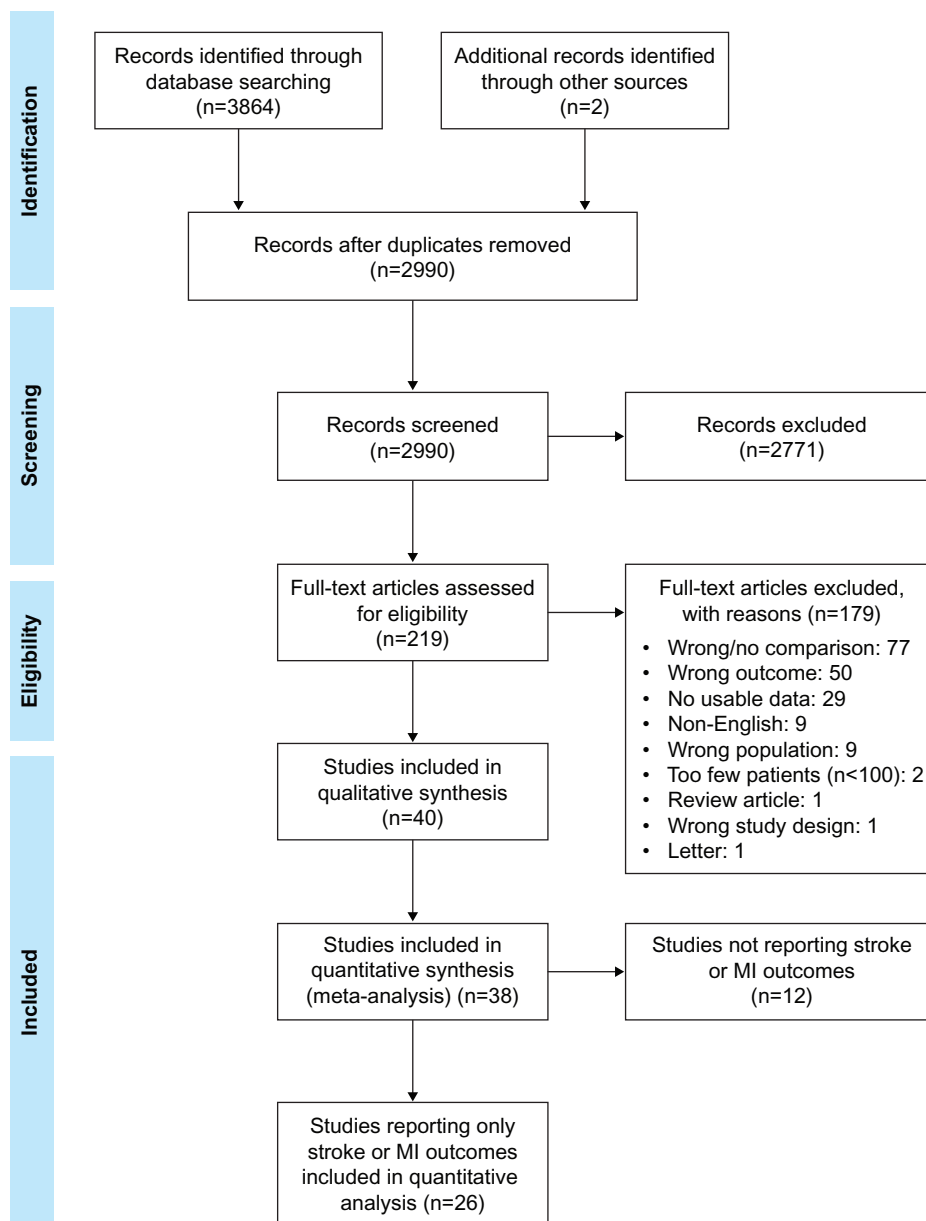 Identification
Records identified through
database searching
(n=3864)
Additional records identified
through other sources
(n=2)
Records after duplicates removed
(n=2990)
Screening
Records screened
(n=2990)
Records excluded
(n=2771)
Eligibility
Full-text articles assessed
for eligibility
(n=219)
Full-text articles excluded,
with reasons (n=179)
• Wrong/no comparison: 77
• Wrong outcome: 50
• No usable data: 29
• Non-English: 9
• Wrong population: 9
• Too few patients (n<100): 2
• Review article: 1
• Wrong study design: 1
• Letter: 1
Included
Studies included in
qualitative synthesis
(n=40)
Studies included in
quantitative synthesis
(meta-analysis) (n=38)
Studies not reporting stroke
or MI outcomes
(n=12)
Studies reporting only
stroke or MI outcomes
included in quantitative
analysis (n=26)